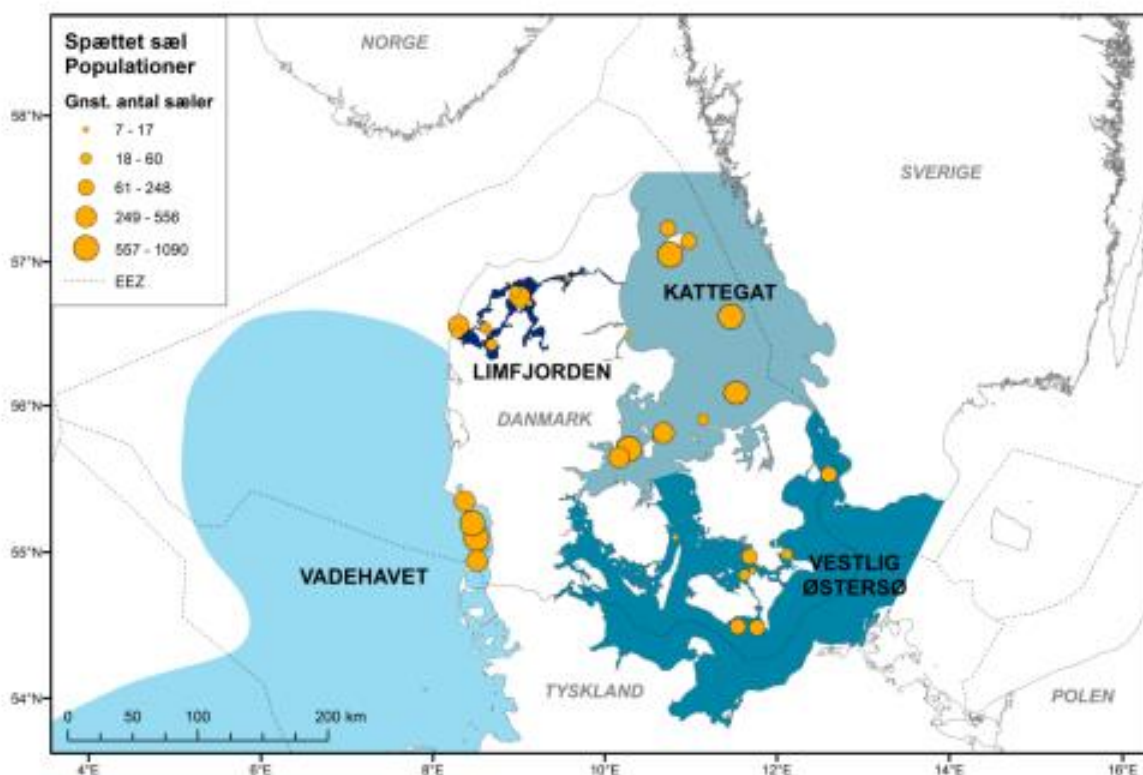 Spættet sæl
Populationer
Gnst. antal sæler
7 - 17
18 - 60
61 - 248
249 - 556
557 - 1090
EEZ
NORGE
SVERIGE
KATTEGAT
LIMFJORDEN
DANMARK
VADEHAVET
VESTLIG
ØSTERSØ
TYSKLAND
POLEN
58°N
57°N
56°N
55°N
54°N
0 50 100 200 km
4°E 6°E 8°E 10°E 12°E 14°E 16°E